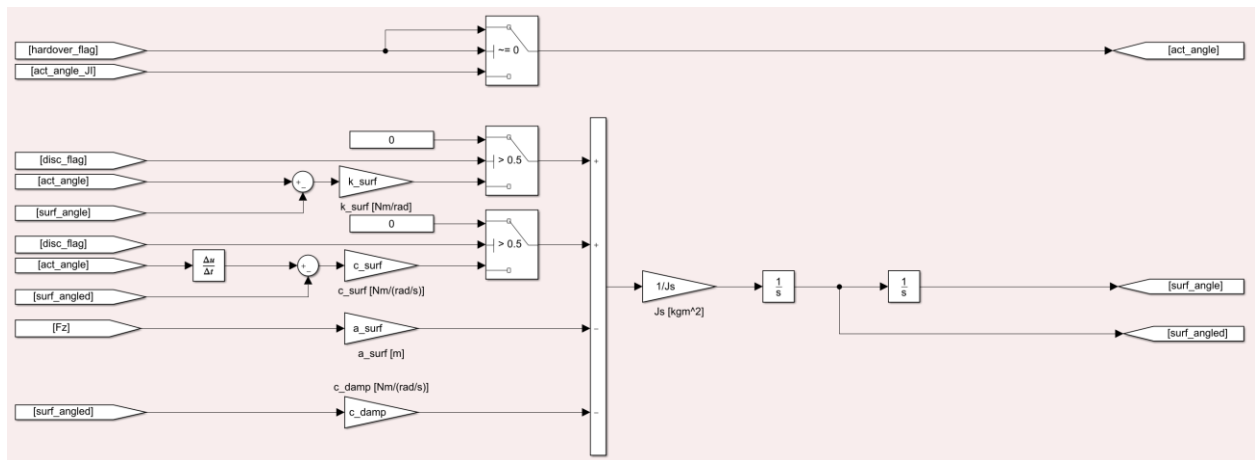 [hardover_flag]
~= 0
[act_angle]
[act_angle_JI]
0
[disc_flag]
> 0.5
+
[act_angle]
+
-
k_surf
[surf_angle]
k_surf [Nm/rad]
0
[disc_flag]
> 0.5
+
[act_angle]
Δu
Δt
+
-
c_surf
[surf_angled]
c_surf [Nm/(rad/s)]
1/Js
Js [kgm^2]
1
s
1
s
[surf_angle]
[Fz]
a_surf
-
[surf_angled]
a_surf [m]
c_damp [Nm/(rad/s)]
[surf_angled]
c_damp
-